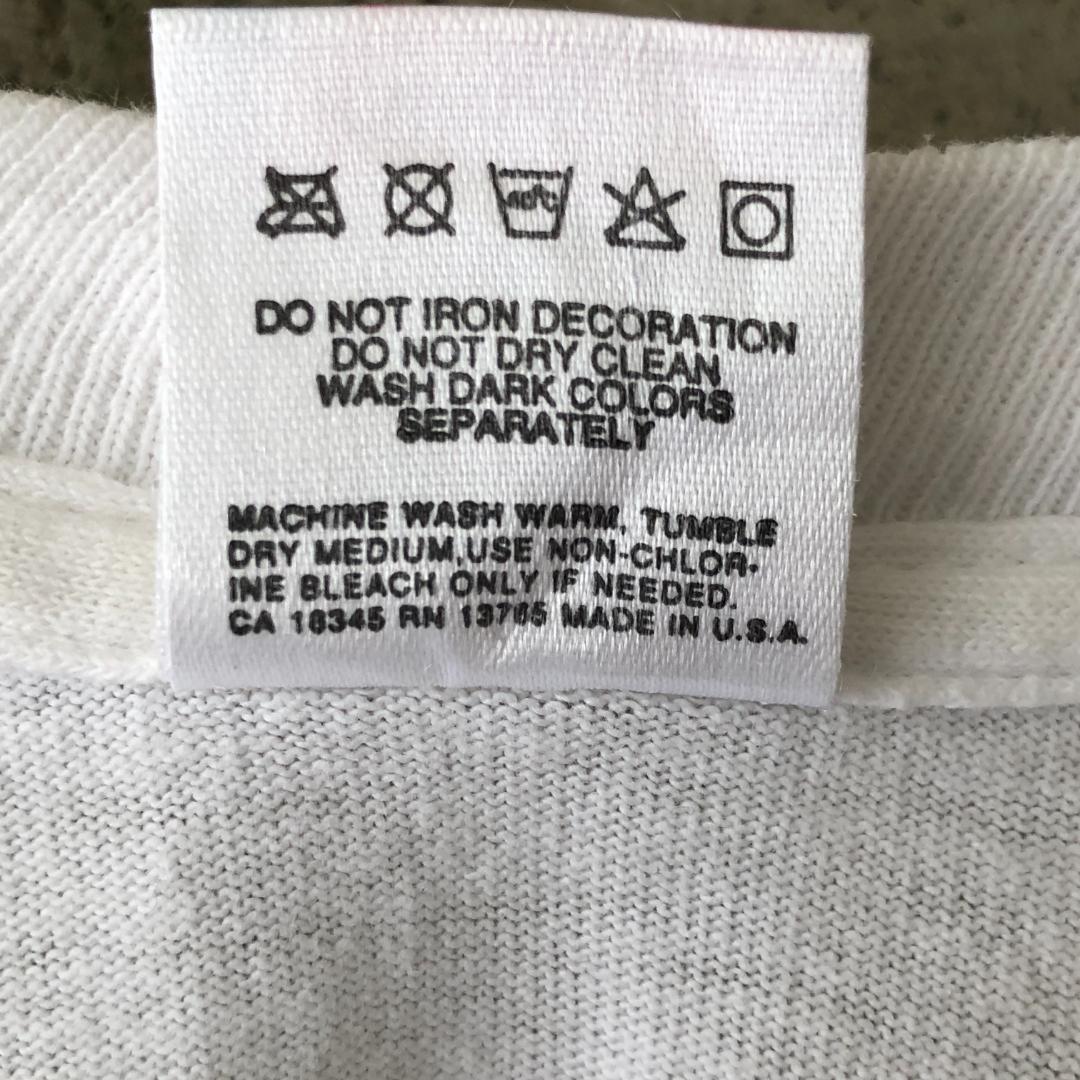 40°C
DO NOT IRON DECORATION
DO NOT DRY CLEAN
WASH DARK COLORS
SEPARATELY
MACHINE WASH WARM, TUMBLE
DRY MEDIUM.USE NON-CHLOR-
INE BLEACH ONLY IF NEEDED.
CA RN 13765 MADE IN U.S.A.